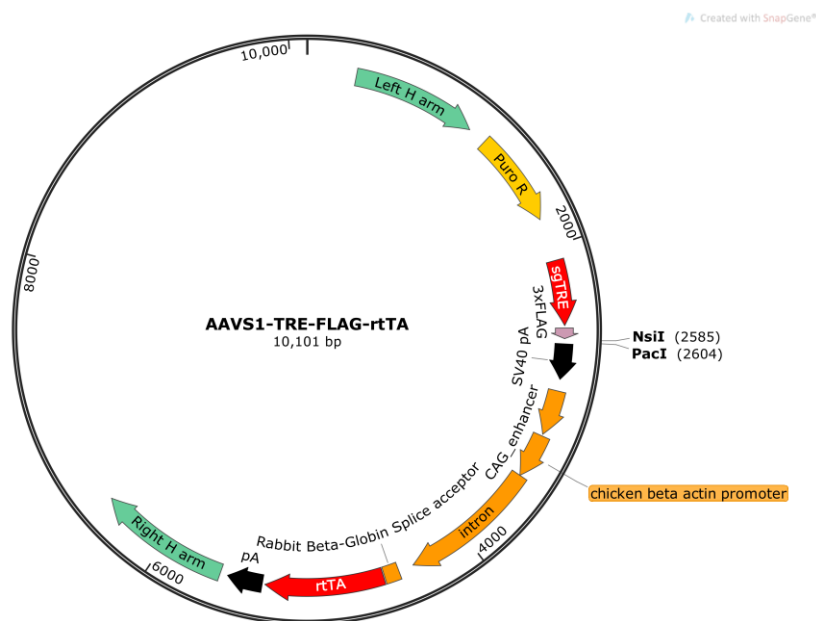 Created with SnapGene®
10,000
Left H arm
Puro R
2000
sgTRE
3xFLAG
NsiI (2585)
PacI (2604)
SV40 pA
CAG_enhancer
chicken beta actin promoter
intron
4000
Rabbit Beta-Globin Splice acceptor
rtTA
pA
6000
Right H arm
8000
AAVS1-TRE-FLAG-rtTA
10,101 bp